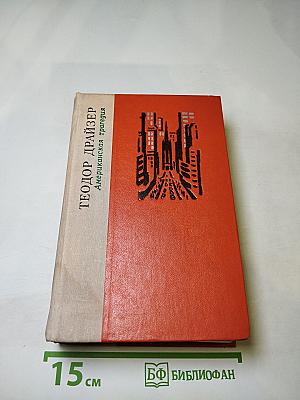 ТЕОДОР ДРАЙЗЕР
Американская трагедия
15 см
БФ БИБЛИОФАН